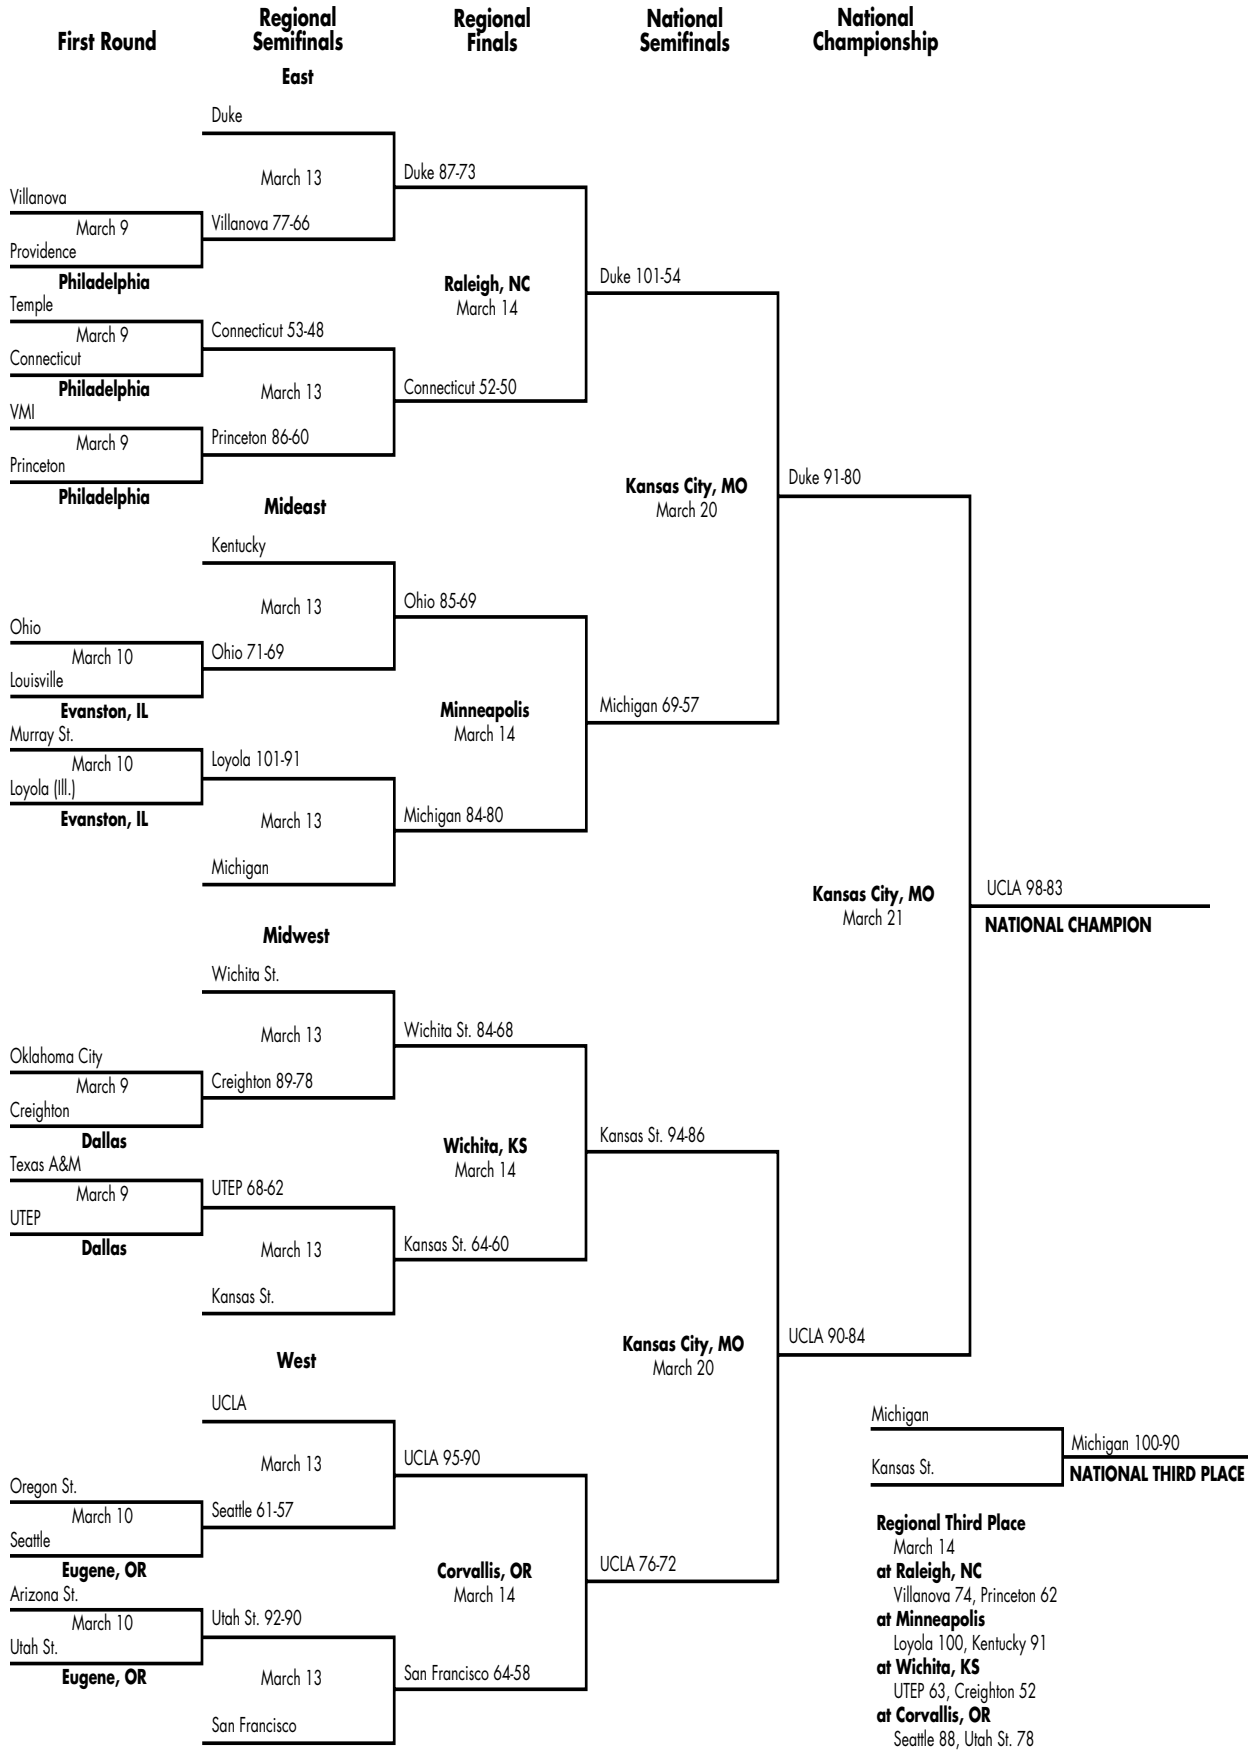 First Round
Regional
Semifinals
Regional
Finals
National
Semifinals
National
Championship
East
Duke
March 13
Duke 87-73
Villanova
March 9
Villanova 77-66
Providence
Philadelphia
Raleigh, NC
March 14
Duke 101-54
Temple
March 9
Connecticut 53-48
Connecticut
Philadelphia
March 13
Connecticut 52-50
VMI
March 9
Princeton 86-60
Princeton
Philadelphia
Kansas City, MO
March 20
Duke 91-80
Mideast
Kentucky
March 13
Ohio 85-69
Ohio
March 10
Ohio 71-69
Louisville
Evanston, IL
Minneapolis
March 14
Michigan 69-57
Murray St.
March 10
Loyola 101-91
Loyola (Ill.)
Evanston, IL
March 13
Michigan 84-80
Michigan
Kansas City, MO
March 21
UCLA 98-83
NATIONAL CHAMPION
Midwest
Wichita St.
March 13
Wichita St. 84-68
Oklahoma City
March 9
Creighton 89-78
Creighton
Dallas
Wichita, KS
March 14
Kansas St. 94-86
Texas A&M
March 9
UTEP 68-62
UTEP
Dallas
March 13
Kansas St. 64-60
Kansas St.
Kansas City, MO
March 20
UCLA 90-84
West
UCLA
March 13
UCLA 95-90
Oregon St.
March 10
Seattle 61-57
Seattle
Eugene, OR
Corvallis, OR
March 14
UCLA 76-72
Arizona St.
March 10
Utah St. 92-90
Utah St.
Eugene, OR
March 13
San Francisco 64-58
San Francisco
Michigan
Michigan 100-90
Kansas St.
NATIONAL THIRD PLACE
Regional Third Place
March 14
at Raleigh, NC
Villanova 74, Princeton 62
at Minneapolis
Loyola 100, Kentucky 91
at Wichita, KS
UTEP 63, Creighton 52
at Corvallis, OR
Seattle 88, Utah St. 78